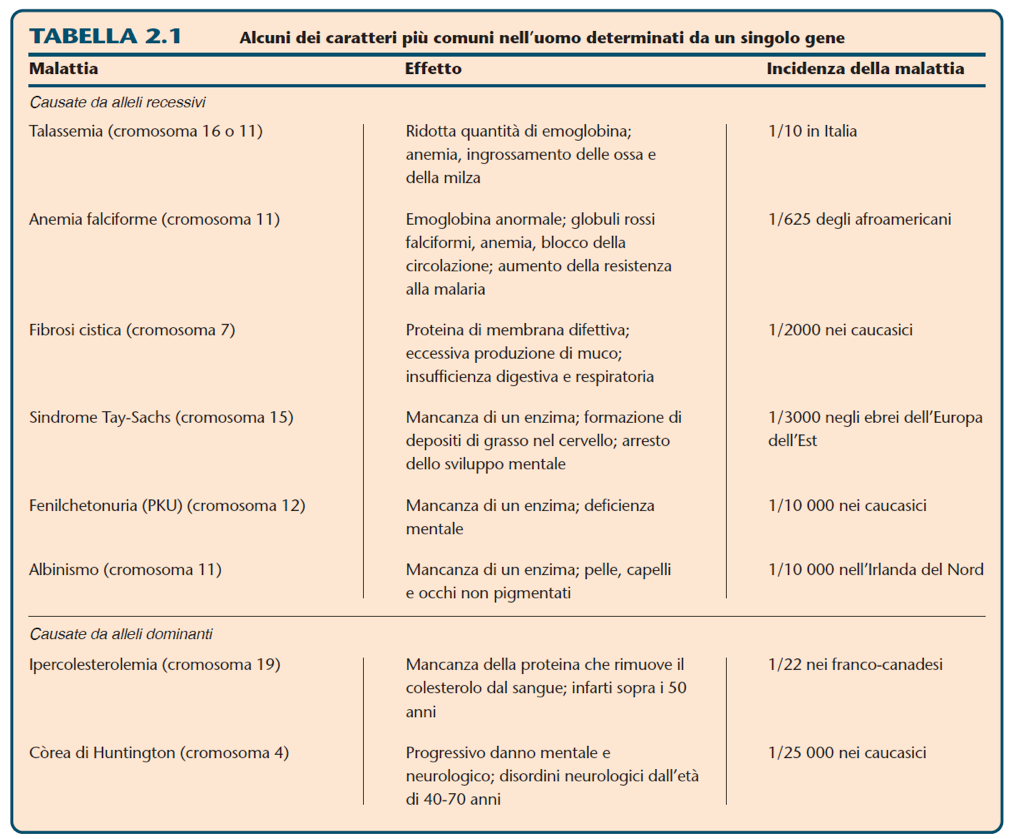 TABELLA 2.1 Alcuni dei caratteri più comuni nell'uomo determinati da un singolo gene
Malattia Effetto Incidenza della malattia
Causate da alleli recessivi
Talassemia (cromosoma 16 o 11) Ridotta quantità di emoglobina; 1/10 in Italia
anemia, ingrossamento delle ossa e
della milza
Anemia falciforme (cromosoma 11) Emoglobina anormale; globuli rossi 1/625 degli afroamericani
falciformi, anemia, blocco della
circolazione; aumento della resistenza
alla malaria
Fibrosi cistica (cromosoma 7) Proteina di membrana difettiva; 1/2000 nei caucasici
eccessiva produzione di muco;
insufficienza digestiva e respiratoria
Sindrome Tay-Sachs (cromosoma 15) Mancanza di un enzima; formazione di 1/3000 negli ebrei dell'Europa
depositi di grasso nel cervello; arresto dell'Est
dello sviluppo mentale
Fenilchetonuria (PKU) (cromosoma 12) Mancanza di un enzima; deficienza 1/10 000 nei caucasici
mentale
Albinismo (cromosoma 11) Mancanza di un enzima; pelle, capelli 1/10 000 nell'Irlanda del Nord
e occhi non pigmentati
Causate da alleli dominanti
Ipercolesterolemia (cromosoma 19) Mancanza della proteina che rimuove il 1/22 nei franco-canadesi
colesterolo dal sangue; infarti sopra i 50
anni
Còrea di Huntington (cromosoma 4) Progressivo danno mentale e 1/25 000 nei caucasici
neurologico; disordini neurologici dall'età
di 40-70 anni